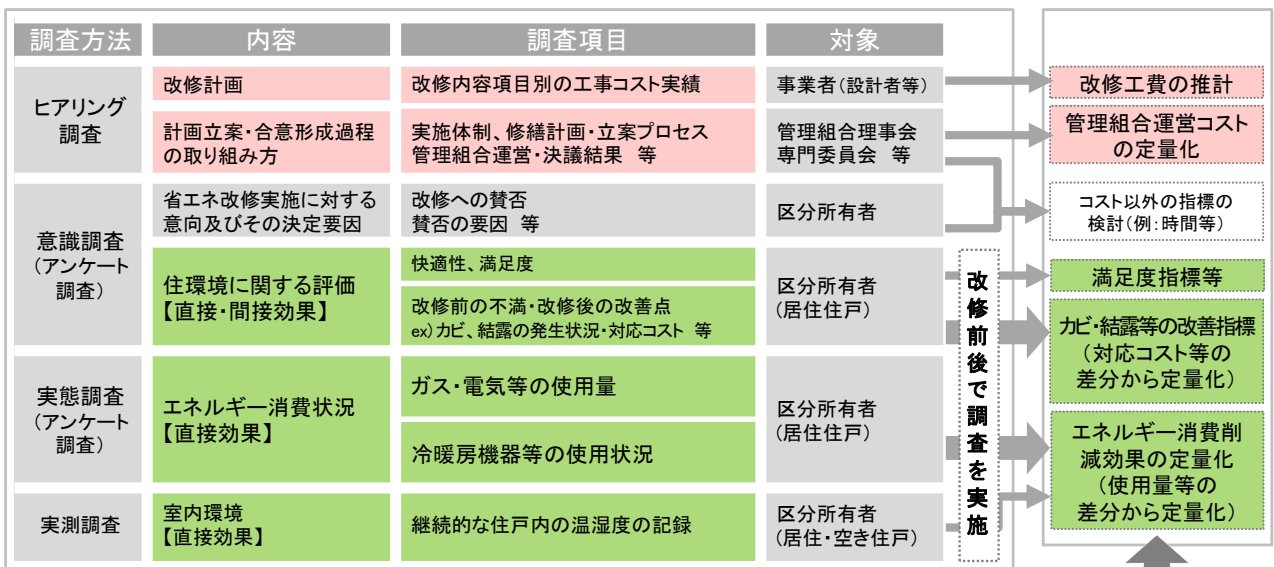 調査方法 内容 調査項目 対象
ヒアリング
調査
改修計画
改修内容項目別の工事コスト実績
事業者(設計者等)
改修工費の推計
計画立案・合意形成過程
の取り組み方
実施体制、修繕計画・立案プロセス
管理組合運営・決議結果 等
管理組合理事会
専門委員会 等
管理組合運営コスト
の定量化
意識調査
(アンケート
調査)
省エネ改修実施に対する
意向及びその決定要因
改修への賛否
賛否の要因 等
区分所有者
コスト以外の指標の
検討(例:時間等)
住環境に関する評価
【直接・間接効果】
快適性、満足度
改修前の不満・改修後の改善点
ex)カビ、結露の発生状況・対応コスト 等
区分所有者
(居住住戸)
満足度指標等
カビ・結露等の改善指標
(対応コスト等の
差分から定量化)
実態調査
(アンケート
調査)
エネルギー消費状況
【直接効果】
ガス・電気等の使用量
冷暖房機器等の使用状況
区分所有者
(居住住戸)
エネルギー消費削
減効果の定量化
(使用量等の
差分から定量化)
実測調査
室内環境
【直接効果】
継続的な住戸内の温湿度の記録
区分所有者
(居住・空き住戸)
改修前後で調査を実施